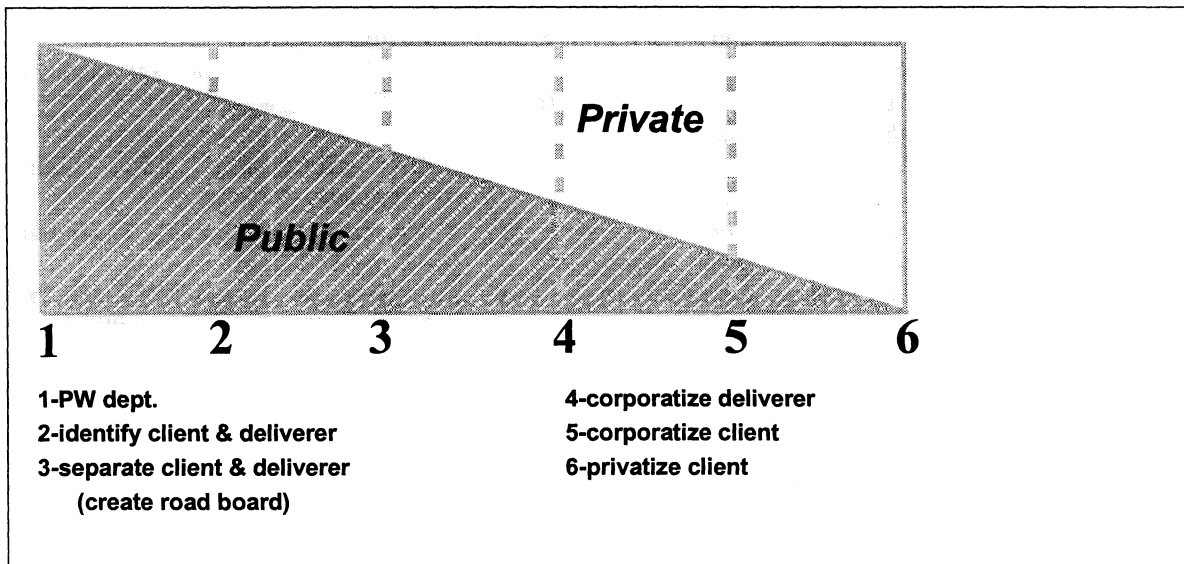 Private
Public
1 2 3 4 5 6
1-PW dept.
2-identify client & deliverer
3-separate client & deliverer
(create road board)
4-corporatize deliverer
5-corporatize client
6-privatize client